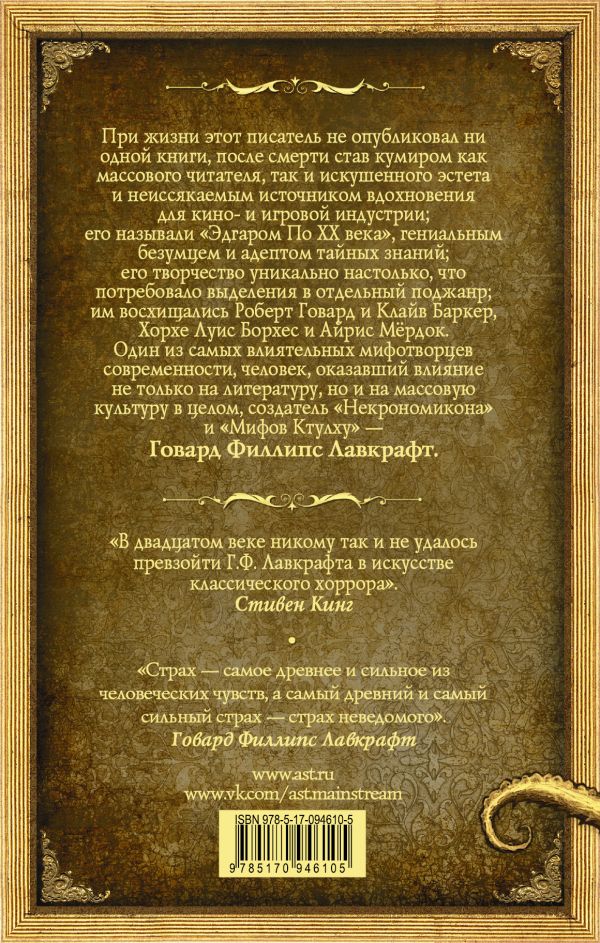 При жизни этот писатель не опубликовал ни
одной книги, после смерти став кумиром как
массового читателя, так и искушенного эстета
и неиссякаемым источником вдохновения
для кино- и игровой индустрии;
его называли «Эдгаром По XX века», гениальным
безумцем и адептом тайных знаний;
его творчество уникально настолько, что
потребовало выделения в отдельный поджанр;
им восхищались Роберт Говард и Клайв Баркер,
Хорхе Луис Борхес и Айрис Мёрдок.
Один из самых влиятельных мифотворцев
современности, человек, оказавший влияние
не только на литературу, но и на массовую
культуру в целом, создатель «Некрономикона»
и «Мифов Ктулху» —
Говард Филлипс Лавкрафт.
«В двадцатом веке никому так и не удалось
превзойти Г.Ф. Лавкрафта в искусстве
классического хоррора».
Стивен Кинг
•
«Страх — самое древнее и сильное из
человеческих чувств, а самый древний и самый
сильный страх — страх неведомого».
Говард Филлипс Лавкрафт
www.ast.ru
www.vk.com/ast.mainstream
ISBN 978-5-17-094610-5
9 785170 946105